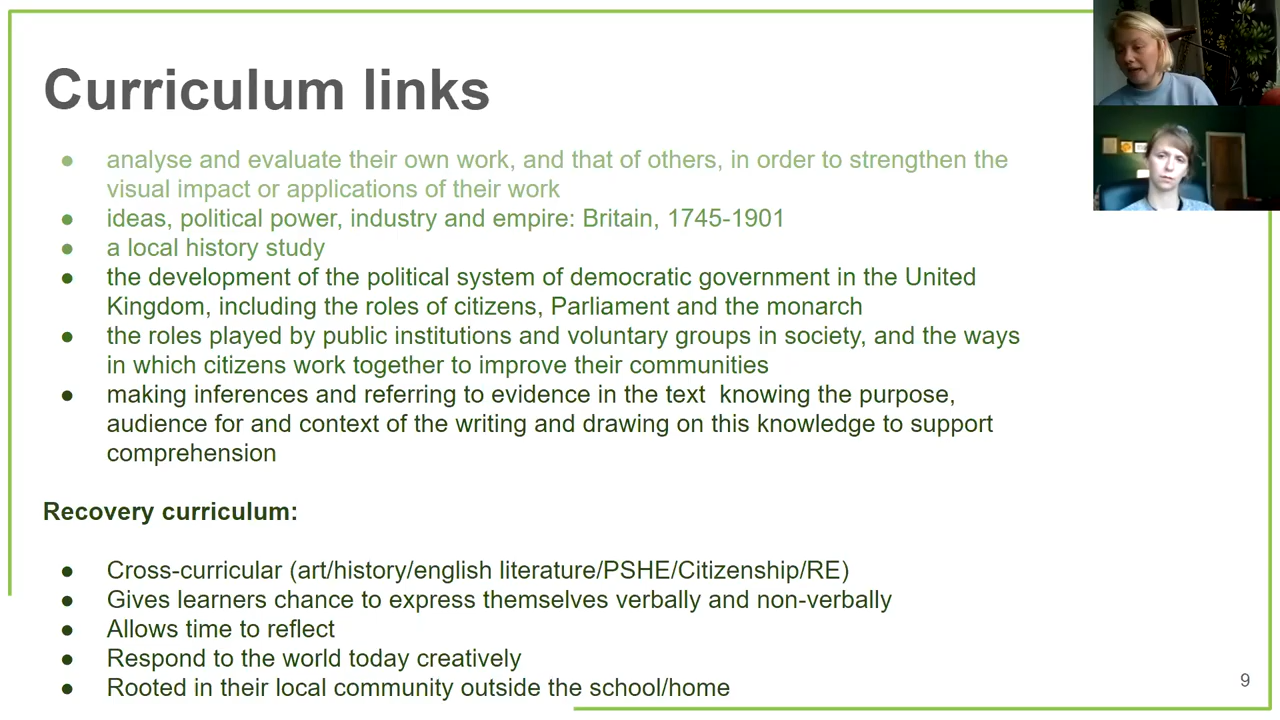 Curriculum links
● analyse and evaluate their own work, and that of others, in order to strengthen the
visual impact or applications of their work
● ideas, political power, industry and empire: Britain, 1745-1901
● a local history study
● the development of the political system of democratic government in the United
Kingdom, including the roles of citizens, Parliament and the monarch
● the roles played by public institutions and voluntary groups in society, and the ways
in which citizens work together to improve their communities
● making inferences and referring to evidence in the text  knowing the purpose,
audience for and context of the writing and drawing on this knowledge to support
comprehension
Recovery curriculum:
● Cross-curricular (art/history/english literature/PSHE/Citizenship/RE)
● Gives learners chance to express themselves verbally and non-verbally
● Allows time to reflect
● Respond to the world today creatively
● Rooted in their local community outside the school/home
9